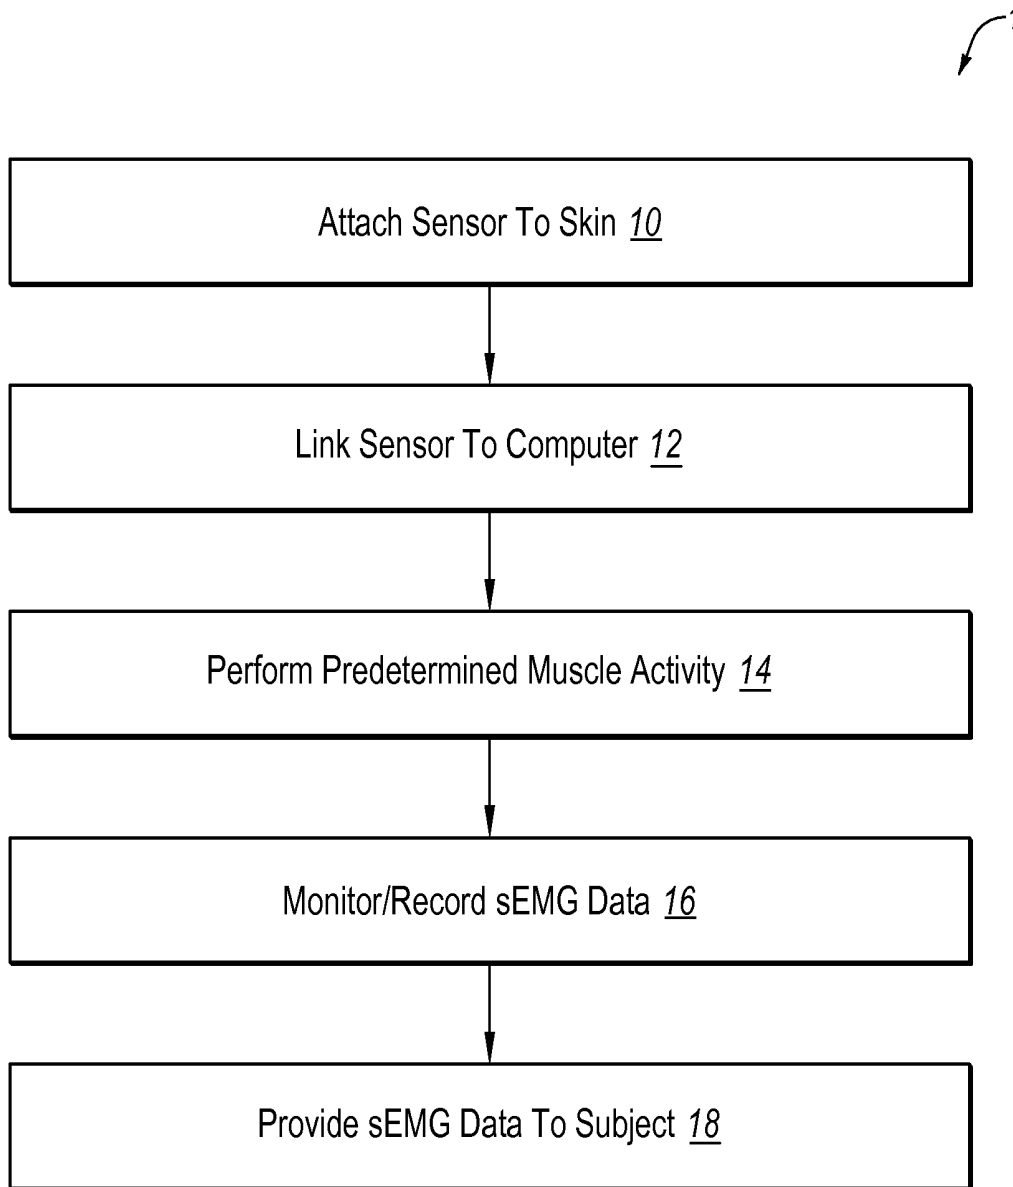 Attach Sensor To Skin 10
Link Sensor To Computer 12
Perform Predetermined Muscle Activity 14
Monitor/Record sEMG Data 16
Provide sEMG Data To Subject 18